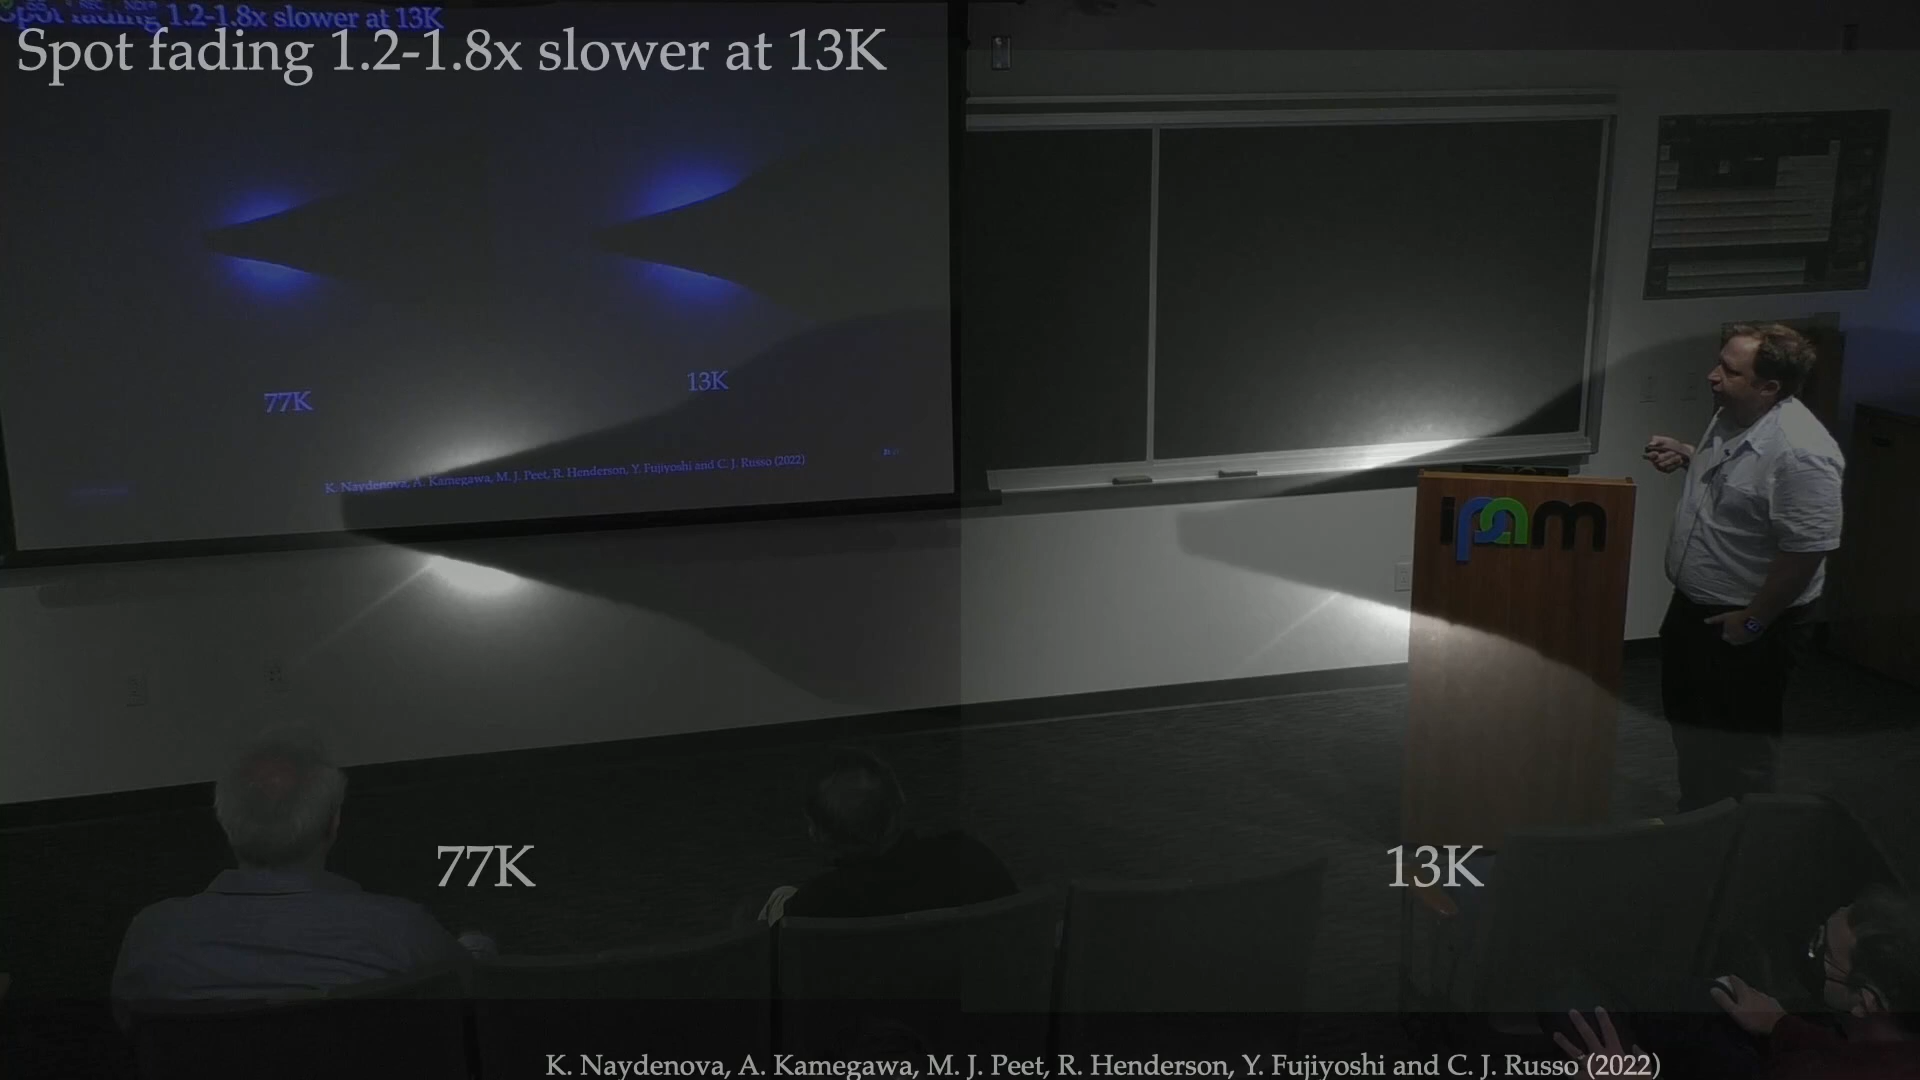 Spot fading 1.2-1.8x slower at 13K
Spot fading 1.2-1.8x slower at 13K
77K
13K
K. Naydenova, A. Kamegawa, M. J. Peet, R. Henderson, Y. Fujiyoshi and C. J. Russo (2022)
ipam
77K
13K
K. Naydenova, A. Kamegawa, M. J. Peet, R. Henderson, Y. Fujiyoshi and C. J. Russo (2022)